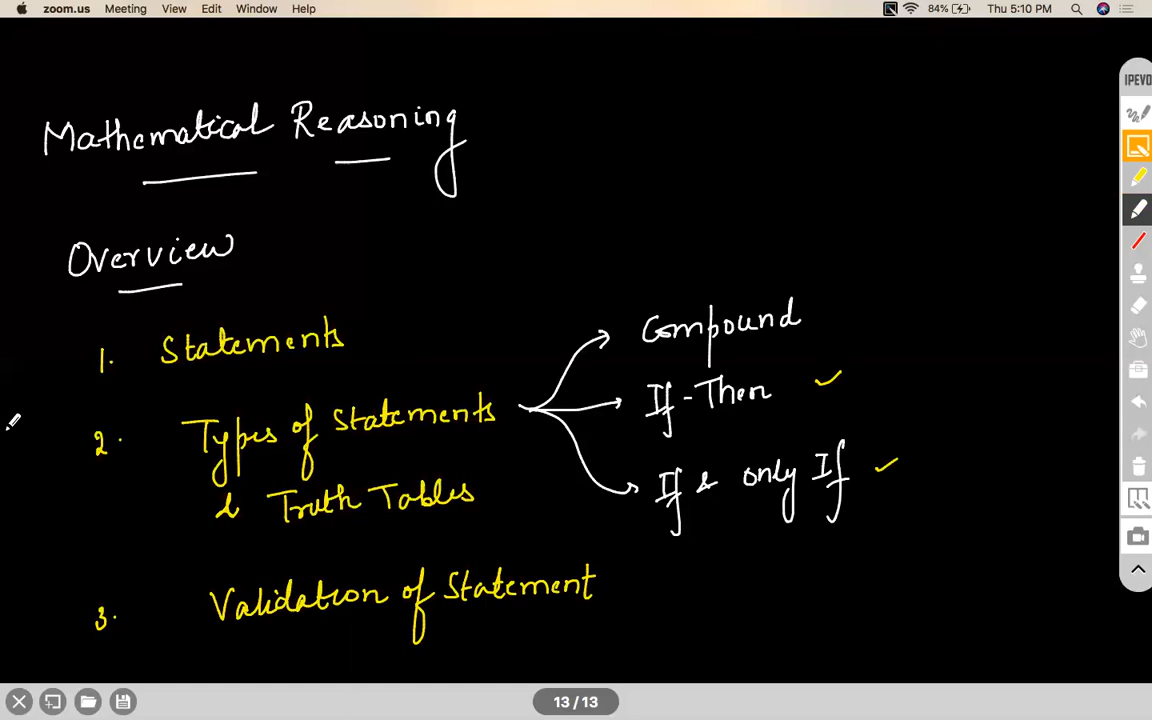 zoom.us Meeting View Edit Window Help 84% Thu 5:10 PM
IPEVO
Mathematical Reasoning
Overview
1. Statements
2. Types of Statements
& Truth Tables
Compound
If-Then
If & only If
3. Validation of Statement
13/13